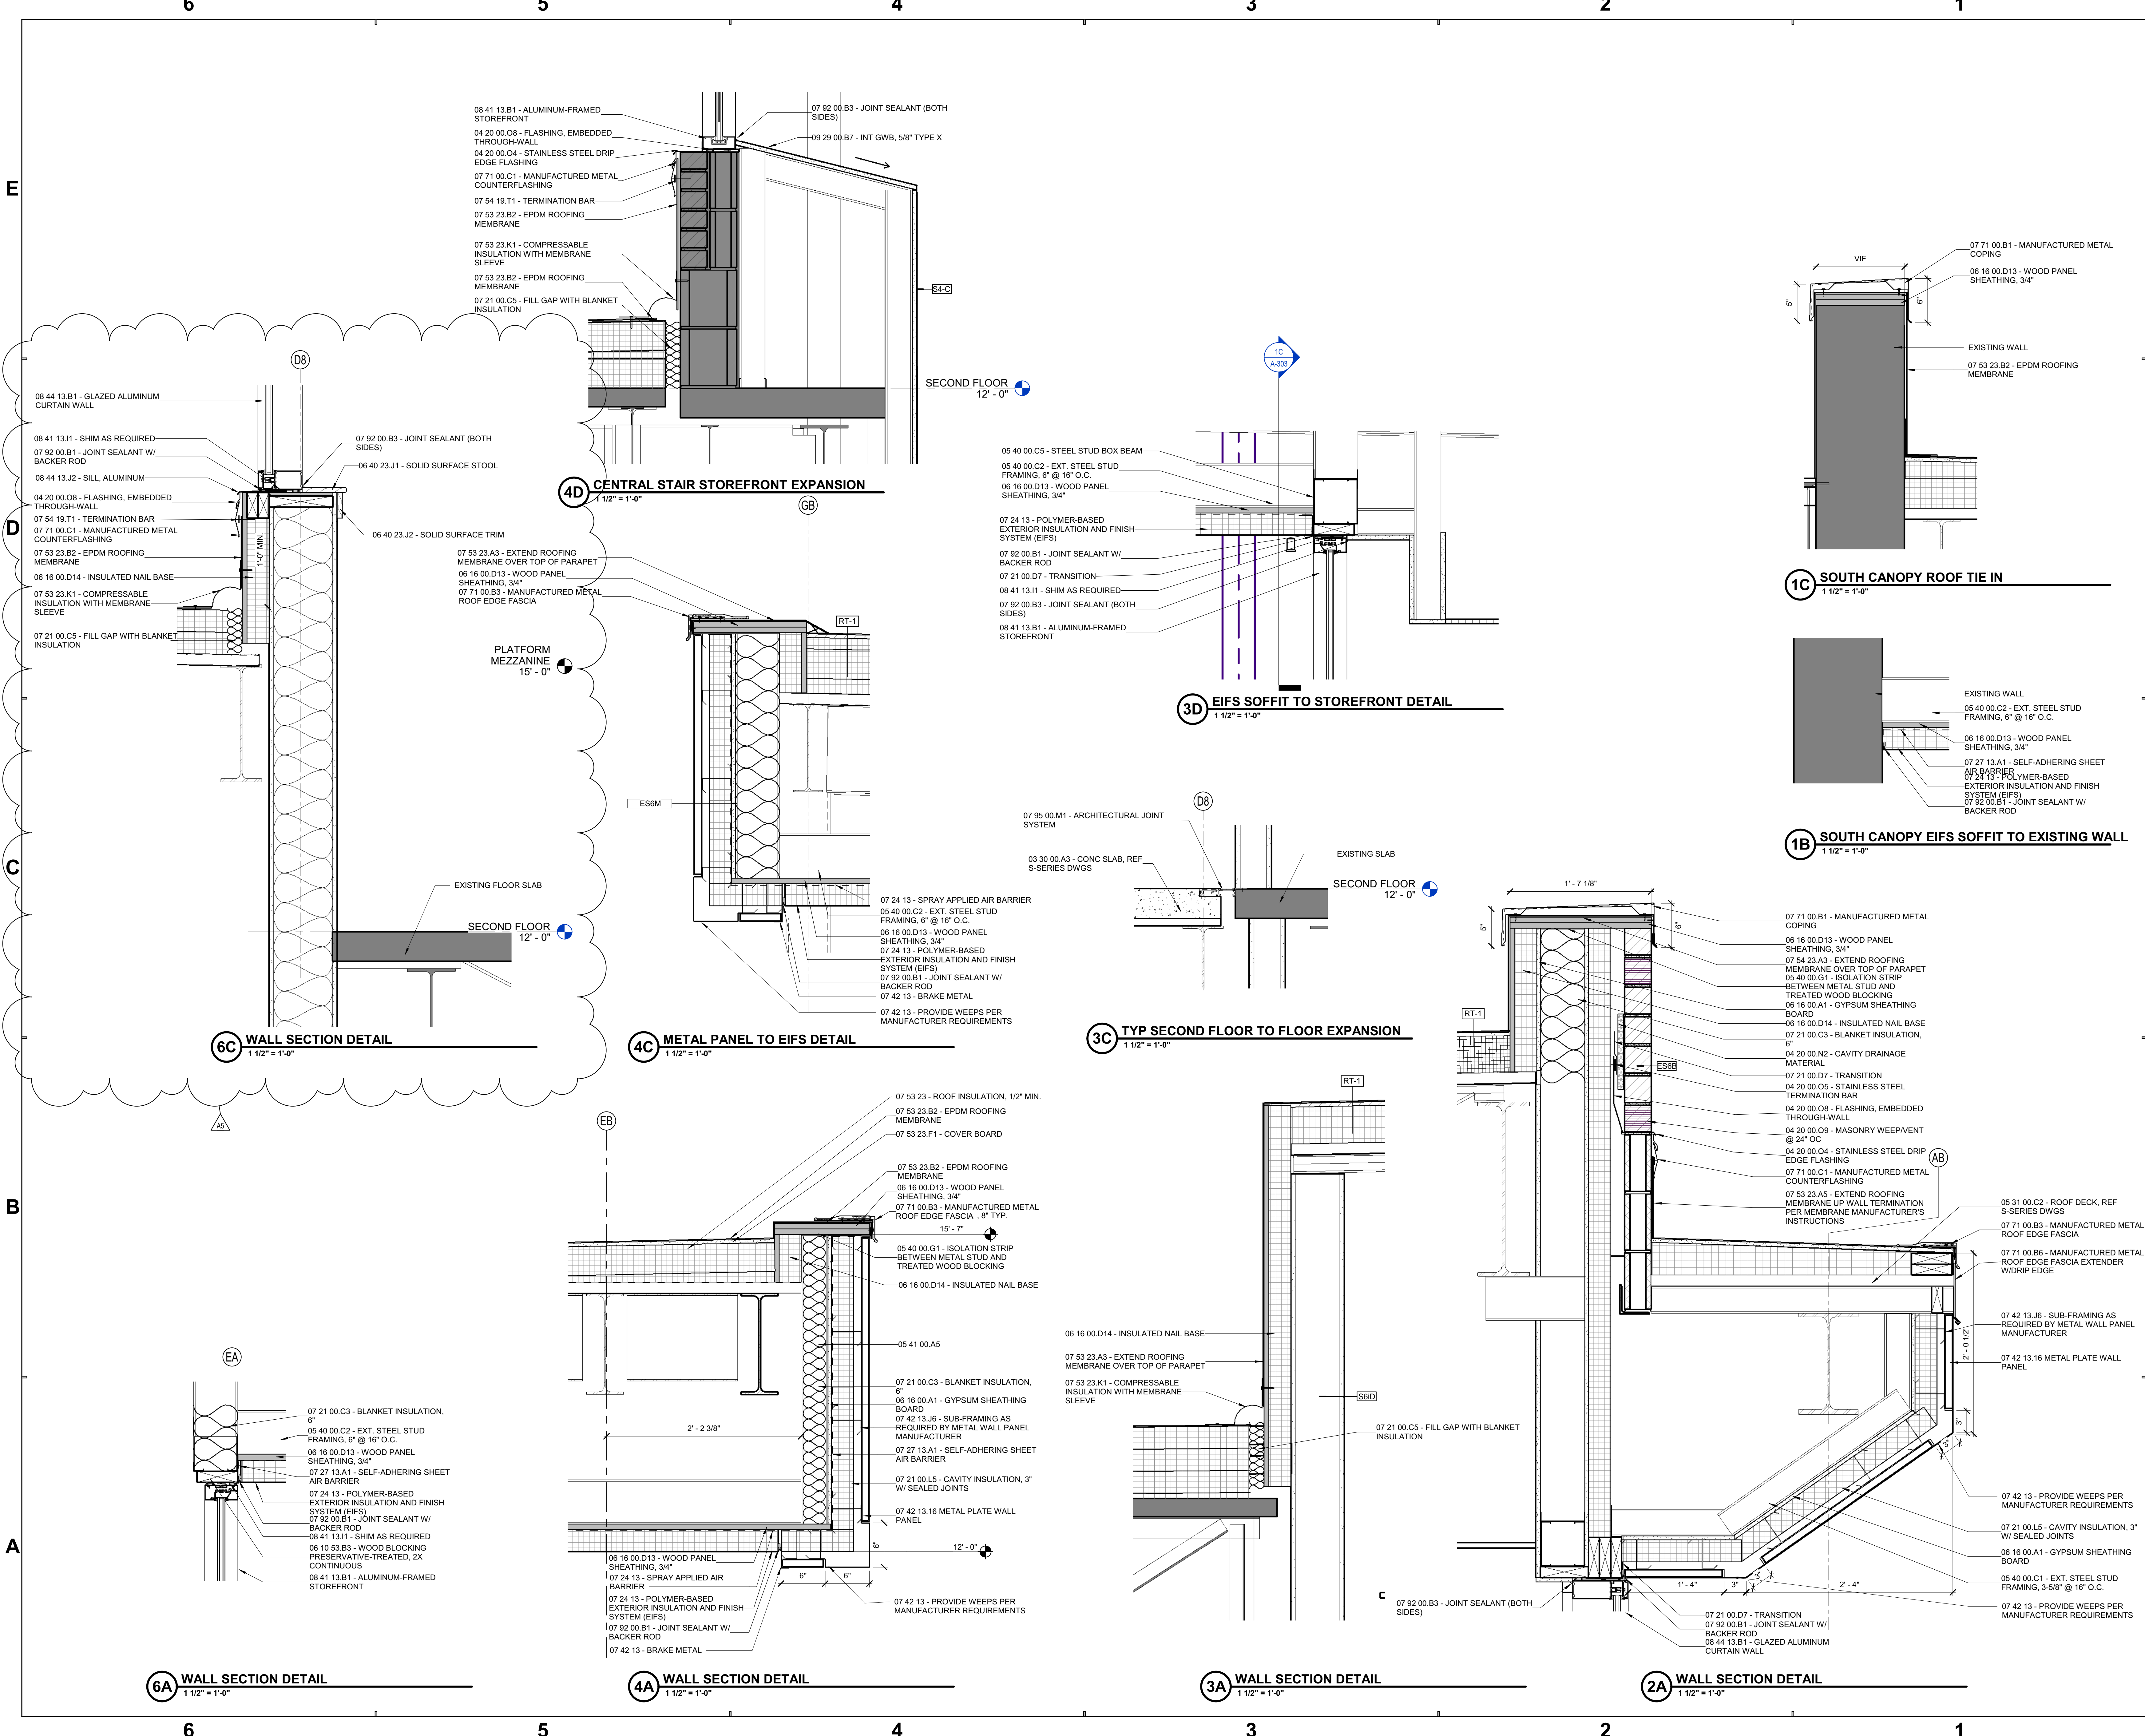 6 5 4 3 2 1
E
D
C
B
A
08 41 13.B1 - ALUMINUM-FRAMED
STOREFRONT
04 20 00.O8 - FLASHING, EMBEDDED
THROUGH-WALL
04 20 00.O4 - STAINLESS STEEL DRIP
EDGE FLASHING
07 71 00.C1 - MANUFACTURED METAL
COUNTERFLASHING
07 54 19.T1 - TERMINATION BAR
07 53 23.B2 - EPDM ROOFING
MEMBRANE
07 53 23.K1 - COMPRESSABLE
INSULATION WITH MEMBRANE
SLEEVE
07 53 23.B2 - EPDM ROOFING
MEMBRANE
07 21 00.C5 - FILL GAP WITH BLANKET
INSULATION
07 92 00.B3 - JOINT SEALANT (BOTH
SIDES)
09 29 00.B7 - INT GWB, 5/8" TYPE X
S4-C
SECOND FLOOR
12' - 0"
4D CENTRAL STAIR STOREFRONT EXPANSION
1 1/2" = 1'-0"
D8
08 44 13.B1 - GLAZED ALUMINUM
CURTAIN WALL
08 41 13.I1 - SHIM AS REQUIRED
07 92 00.B1 - JOINT SEALANT W/
BACKER ROD
08 44 13.J2 - SILL, ALUMINUM
04 20 00.O8 - FLASHING, EMBEDDED
THROUGH-WALL
07 54 19.T1 - TERMINATION BAR
07 71 00.C1 - MANUFACTURED METAL
COUNTERFLASHING
07 53 23.B2 - EPDM ROOFING
MEMBRANE
06 16 00.D14 - INSULATED NAIL BASE
07 53 23.K1 - COMPRESSABLE
INSULATION WITH MEMBRANE
SLEEVE
07 21 00.C5 - FILL GAP WITH BLANKET
INSULATION
1'-0" MIN.
07 92 00.B3 - JOINT SEALANT (BOTH
SIDES)
06 40 23.J1 - SOLID SURFACE STOOL
06 40 23.J2 - SOLID SURFACE TRIM
PLATFORM
MEZZANINE
15' - 0"
EXISTING FLOOR SLAB
SECOND FLOOR
12' - 0"
6C WALL SECTION DETAIL
1 1/2" = 1'-0"
A5
GB
07 53 23.A3 - EXTEND ROOFING
MEMBRANE OVER TOP OF PARAPET
06 16 00.D13 - WOOD PANEL
SHEATHING, 3/4"
07 71 00.B3 - MANUFACTURED METAL
ROOF EDGE FASCIA
RT-1
ES6M
07 24 13 - SPRAY APPLIED AIR BARRIER
05 40 00.C2 - EXT. STEEL STUD
FRAMING, 6" @ 16" O.C.
06 16 00.D13 - WOOD PANEL
SHEATHING, 3/4"
07 24 13 - POLYMER-BASED
EXTERIOR INSULATION AND FINISH
SYSTEM (EIFS)
07 92 00.B1 - JOINT SEALANT W/
BACKER ROD
07 42 13 - BRAKE METAL
07 42 13 - PROVIDE WEEPS PER
MANUFACTURER REQUIREMENTS
4C METAL PANEL TO EIFS DETAIL
1 1/2" = 1'-0"
1C
A-303
05 40 00.C5 - STEEL STUD BOX BEAM
05 40 00.C2 - EXT. STEEL STUD
FRAMING, 6" @ 16" O.C.
06 16 00.D13 - WOOD PANEL
SHEATHING, 3/4"
07 24 13 - POLYMER-BASED
EXTERIOR INSULATION AND FINISH
SYSTEM (EIFS)
07 92 00.B1 - JOINT SEALANT W/
BACKER ROD
07 21 00.D7 - TRANSITION
08 41 13.I1 - SHIM AS REQUIRED
07 92 00.B3 - JOINT SEALANT (BOTH
SIDES)
08 41 13.B1 - ALUMINUM-FRAMED
STOREFRONT
3D EIFS SOFFIT TO STOREFRONT DETAIL
1 1/2" = 1'-0"
D8
07 95 00.M1 - ARCHITECTURAL JOINT
SYSTEM
03 30 00.A3 - CONC SLAB, REF
S-SERIES DWGS
EXISTING SLAB
SECOND FLOOR
12' - 0"
3C TYP SECOND FLOOR TO FLOOR EXPANSION
1 1/2" = 1'-0"
VIF
5"
6"
07 71 00.B1 - MANUFACTURED METAL
COPING
06 16 00.D13 - WOOD PANEL
SHEATHING, 3/4"
EXISTING WALL
07 53 23.B2 - EPDM ROOFING
MEMBRANE
1C SOUTH CANOPY ROOF TIE IN
1 1/2" = 1'-0"
EXISTING WALL
05 40 00.C2 - EXT. STEEL STUD
FRAMING, 6" @ 16" O.C.
06 16 00.D13 - WOOD PANEL
SHEATHING, 3/4"
07 27 13.A1 - SELF-ADHERING SHEET
AIR BARRIER
07 24 13 - POLYMER-BASED
EXTERIOR INSULATION AND FINISH
SYSTEM (EIFS)
07 92 00.B1 - JOINT SEALANT W/
BACKER ROD
1B SOUTH CANOPY EIFS SOFFIT TO EXISTING WALL
1 1/2" = 1'-0"
EA
07 21 00.C3 - BLANKET INSULATION,
6"
05 40 00.C2 - EXT. STEEL STUD
FRAMING, 6" @ 16" O.C.
06 16 00.D13 - WOOD PANEL
SHEATHING, 3/4"
07 27 13.A1 - SELF-ADHERING SHEET
AIR BARRIER
07 24 13 - POLYMER-BASED
EXTERIOR INSULATION AND FINISH
SYSTEM (EIFS)
07 92 00.B1 - JOINT SEALANT W/
BACKER ROD
08 41 13.I1 - SHIM AS REQUIRED
06 10 53.B3 - WOOD BLOCKING
PRESERVATIVE-TREATED, 2X
CONTINUOUS
08 41 13.B1 - ALUMINUM-FRAMED
STOREFRONT
6A WALL SECTION DETAIL
1 1/2" = 1'-0"
EB
07 53 23 - ROOF INSULATION, 1/2" MIN.
07 53 23.B2 - EPDM ROOFING
MEMBRANE
07 53 23.F1 - COVER BOARD
07 53 23.B2 - EPDM ROOFING
MEMBRANE
06 16 00.D13 - WOOD PANEL
SHEATHING, 3/4"
07 71 00.B3 - MANUFACTURED METAL
ROOF EDGE FASCIA , 8" TYP.
15' - 7"
05 40 00.G1 - ISOLATION STRIP
BETWEEN METAL STUD AND
TREATED WOOD BLOCKING
06 16 00.D14 - INSULATED NAIL BASE
05 41 00.A5
07 21 00.C3 - BLANKET INSULATION,
6"
06 16 00.A1 - GYPSUM SHEATHING
BOARD
07 42 13.J6 - SUB-FRAMING AS
REQUIRED BY METAL WALL PANEL
MANUFACTURER
07 27 13.A1 - SELF-ADHERING SHEET
AIR BARRIER
07 21 00.L5 - CAVITY INSULATION, 3"
W/ SEALED JOINTS
07 42 13.16 METAL PLATE WALL
PANEL
2' - 2 3/8"
6"
12' - 0"
6" 6"
06 16 00.D13 - WOOD PANEL
SHEATHING, 3/4"
07 24 13 - SPRAY APPLIED AIR
BARRIER
07 24 13 - POLYMER-BASED
EXTERIOR INSULATION AND FINISH
SYSTEM (EIFS)
07 92 00.B1 - JOINT SEALANT W/
BACKER ROD
07 42 13 - BRAKE METAL
07 42 13 - PROVIDE WEEPS PER
MANUFACTURER REQUIREMENTS
4A WALL SECTION DETAIL
1 1/2" = 1'-0"
RT-1
06 16 00.D14 - INSULATED NAIL BASE
07 53 23.A3 - EXTEND ROOFING
MEMBRANE OVER TOP OF PARAPET
07 53 23.K1 - COMPRESSABLE
INSULATION WITH MEMBRANE
SLEEVE
S6iD
07 21 00.C5 - FILL GAP WITH BLANKET
INSULATION
3A WALL SECTION DETAIL
1 1/2" = 1'-0"
1' - 7 1/8"
5"
6"
RT-1
ES6B
07 71 00.B1 - MANUFACTURED METAL
COPING
06 16 00.D13 - WOOD PANEL
SHEATHING, 3/4"
07 54 23.A3 - EXTEND ROOFING
MEMBRANE OVER TOP OF PARAPET
05 40 00.G1 - ISOLATION STRIP
BETWEEN METAL STUD AND
TREATED WOOD BLOCKING
06 16 00.A1 - GYPSUM SHEATHING
BOARD
06 16 00.D14 - INSULATED NAIL BASE
07 21 00.C3 - BLANKET INSULATION,
6"
04 20 00.N2 - CAVITY DRAINAGE
MATERIAL
07 21 00.D7 - TRANSITION
04 20 00.O5 - STAINLESS STEEL
TERMINATION BAR
04 20 00.O8 - FLASHING, EMBEDDED
THROUGH-WALL
04 20 00.O9 - MASONRY WEEP/VENT
@ 24" OC
04 20 00.O4 - STAINLESS STEEL DRIP
EDGE FLASHING
07 71 00.C1 - MANUFACTURED METAL
COUNTERFLASHING
07 53 23.A5 - EXTEND ROOFING
MEMBRANE UP WALL TERMINATION
PER MEMBRANE MANUFACTURER'S
INSTRUCTIONS
AB
05 31 00.C2 - ROOF DECK, REF
S-SERIES DWGS
07 71 00.B3 - MANUFACTURED METAL
ROOF EDGE FASCIA
07 71 00.B6 - MANUFACTURED METAL
ROOF EDGE FASCIA EXTENDER
W/DRIP EDGE
07 42 13.J6 - SUB-FRAMING AS
REQUIRED BY METAL WALL PANEL
MANUFACTURER
2' - 0 1/2"
07 42 13.16 METAL PLATE WALL
PANEL
3"
3"
07 42 13 - PROVIDE WEEPS PER
MANUFACTURER REQUIREMENTS
07 21 00.L5 - CAVITY INSULATION, 3"
W/ SEALED JOINTS
06 16 00.A1 - GYPSUM SHEATHING
BOARD
05 40 00.C1 - EXT. STEEL STUD
FRAMING, 3-5/8" @ 16" O.C.
07 42 13 - PROVIDE WEEPS PER
MANUFACTURER REQUIREMENTS
1' - 4" 3" 3" 2' - 4"
07 92 00.B3 - JOINT SEALANT (BOTH
SIDES)
07 21 00.D7 - TRANSITION
07 92 00.B1 - JOINT SEALANT W/
BACKER ROD
08 44 13.B1 - GLAZED ALUMINUM
CURTAIN WALL
2A WALL SECTION DETAIL
1 1/2" = 1'-0"
6 5 4 3 2 1